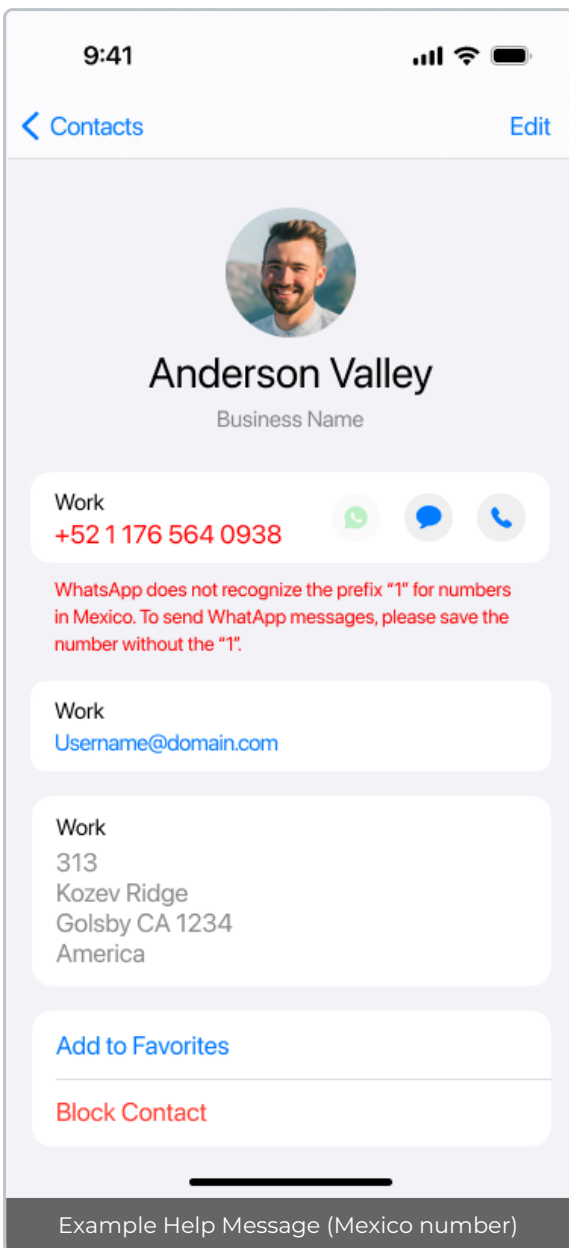 9:41
Contacts
Edit
Anderson Valley
Business Name
Work
+52 1 176 564 0938
WhatsApp does not recognize the prefix “1” for numbers
in Mexico. To send WhatApp messages, please save the
number without the “1”.
Work
Username@domain.com
Work
313
Kozev Ridge
Golsby CA 1234
America
Add to Favorites
Block Contact
Example Help Message (Mexico number)